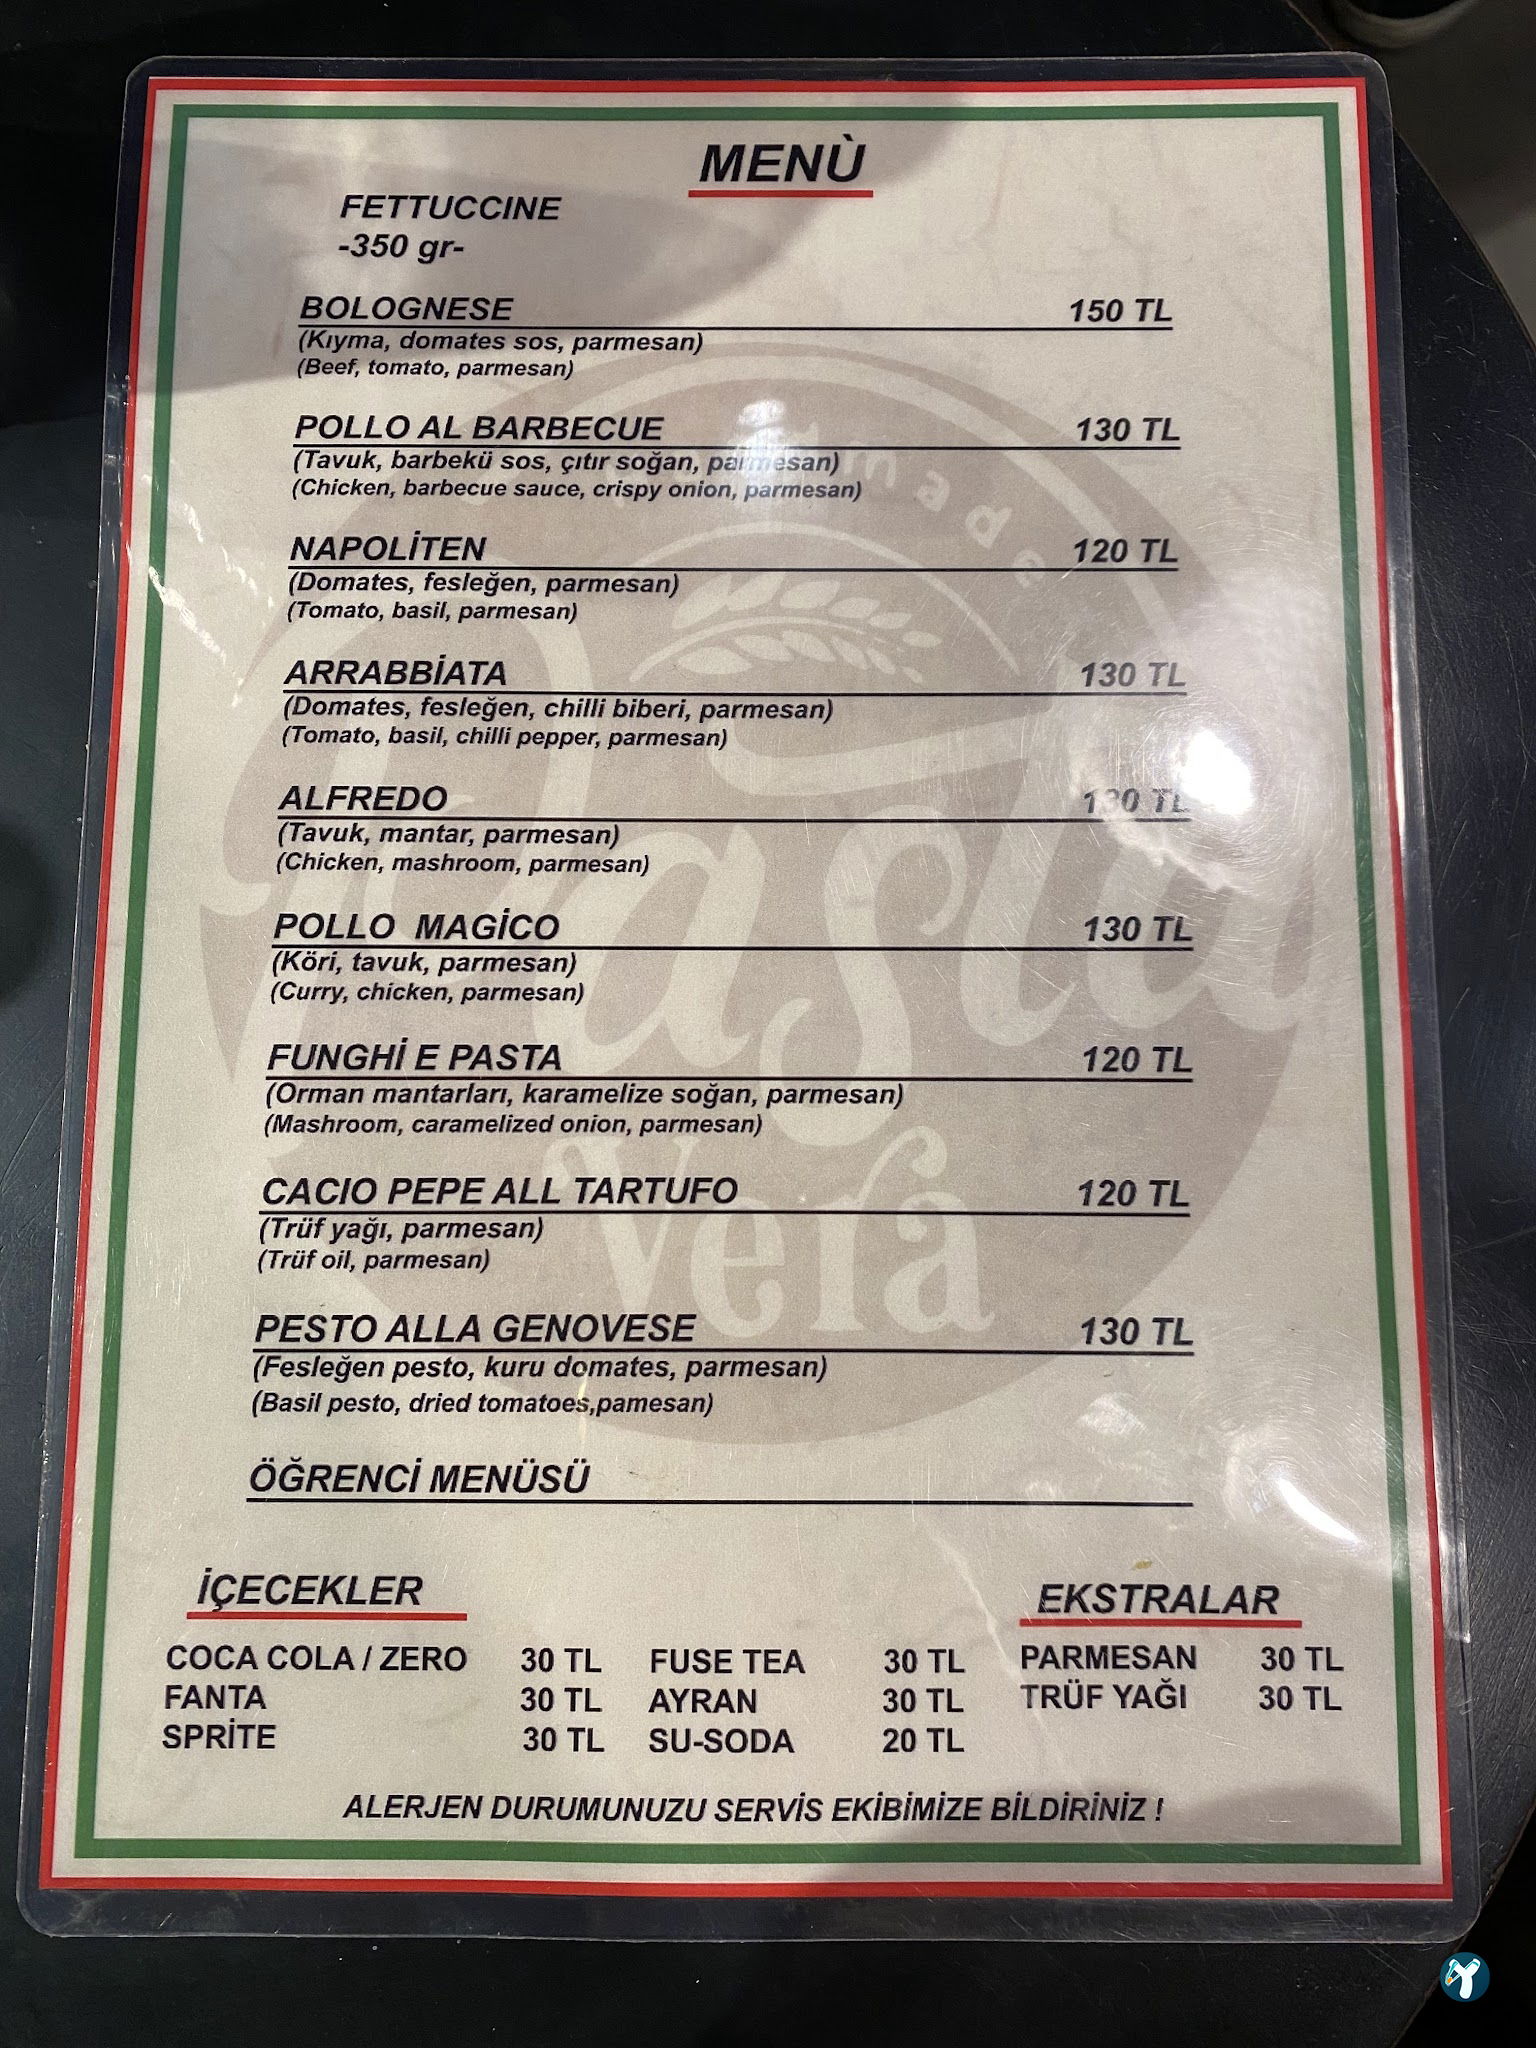 MENÙ
FETTUCCINE
-350 gr-
BOLOGNESE 150 TL
(Kıyma, domates sos, parmesan)
(Beef, tomato, parmesan)
POLLO AL BARBECUE 130 TL
(Tavuk, barbekü sos, çıtır soğan, parmesan)
(Chicken, barbecue sauce, crispy onion, parmesan)
NAPOLİTEN 120 TL
(Domates, fesleğen, parmesan)
(Tomato, basil, parmesan)
ARRABBİATA 130 TL
(Domates, fesleğen, chilli biberi, parmesan)
(Tomato, basil, chilli pepper, parmesan)
ALFREDO TL
(Tavuk, mantar, parmesan)
(Chicken, mashroom, parmesan)
POLLO MAGİCO 130 TL
(Köri, tavuk, parmesan)
(Curry, chicken, parmesan)
FUNGHİ E PASTA 120 TL
(Orman mantarları, karamelize soğan, parmesan)
(Mashroom, caramelized onion, parmesan)
CACIO PEPE ALL TARTUFO 120 TL
(Trüf yağı, parmesan)
(Trüf oil, parmesan)
PESTO ALLA GENOVESE 130 TL
(Fesleğen pesto, kuru domates, parmesan)
(Basil pesto, dried tomatoes,pamesan)
ÖĞRENCİ MENÜSÜ
Pasta
Vera
İÇECEKLER EKSTRALAR
COCA COLA / ZERO 30 TL FUSE TEA 30 TL PARMESAN 30 TL
FANTA 30 TL AYRAN 30 TL TRÜF YAĞI 30 TL
SPRİTE 30 TL SU-SODA 20 TL
ALERJEN DURUMUNUZU SERVİS EKİBİMİZE BİLDİRİNİZ !